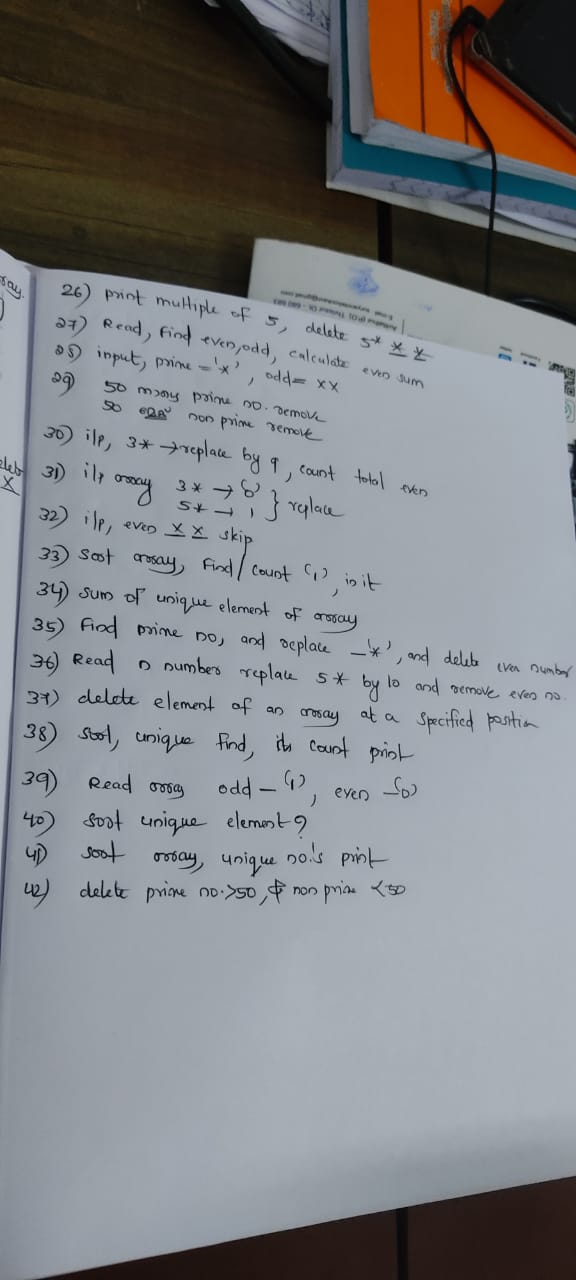 26) print multiple of 5, delete 5* X X
27) Read, find even,odd, calculate even sum
28) input, prime = 'x', odd = xx
29) 50 prime no. remove
50 non prime remove
30) i/p, 3* → replace by 9, count total even
31) i/p array 3* → '0'
5* → 1 } replace
32) i/p, even X X skip
33) sort array, find/count '1', in it
34) sum of unique element of array
35) Find prime no, and replace _'*', and delete even number
36) Read n numbers replace 5* by 10 and remove even no.
37) delete element of an array at a specified position
38) sort, unique find, its count print
39) Read array odd - '1', even - '0'
40) sort unique element?
41) sort array, unique no.'s print
42) delete prime no. >50, & non prime <50